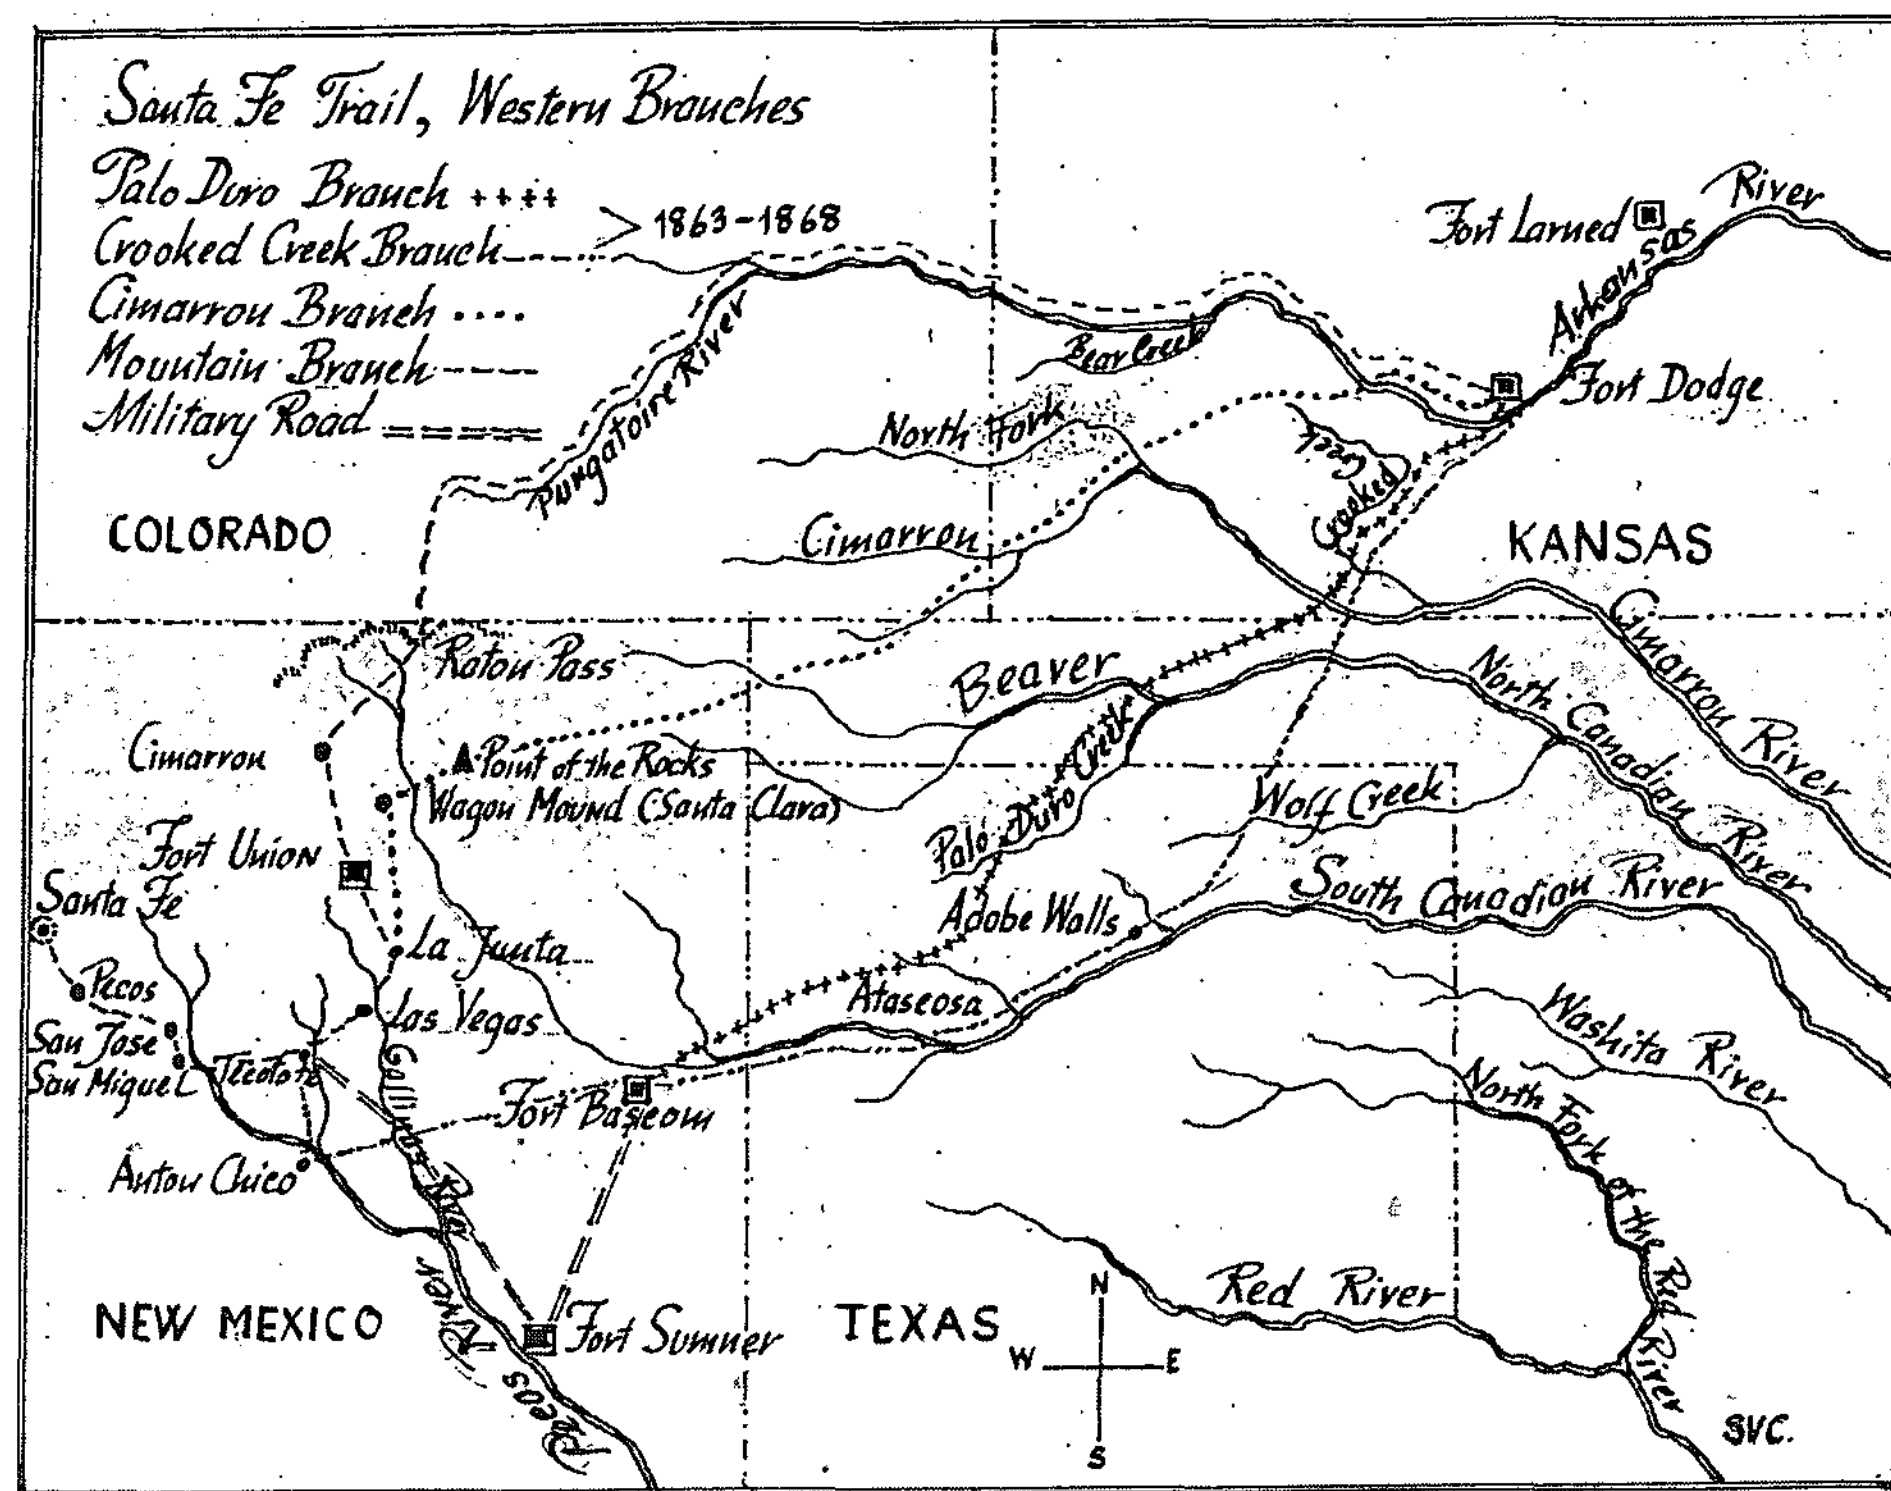 Santa Fe Trail, Western Branches
Palo Duro Branch ++++
Crooked Creek Branch
1863-1868
Cimarron Branch ....
Mountain Branch ----
Military Road =====
River
Fort Larned
Arkansas
Purgatoire River
Bear Creek
Fort Dodge
North Fork
Crooked
Creek
COLORADO
Cimarron
KANSAS
Raton Pass
Beaver
North Canadian River
Cimarron River
Cimarron
Point of the Rocks
Palo Duro Creek
Wagon Mound (Santa Clara)
Wolf Creek
Fort Union
Santa Fe
South Canadian River
Adobe Walls
La Junta
Pecos
Ataseosa
Las Vegas
Washita River
San Jose
San Miguel
Tecolote
Gallinas River
Fort Bascom
North Fork of the Red River
Anton Chico
Red River
N
W E
S
NEW MEXICO
Fort Sumner
TEXAS
Pecos River
SVC.